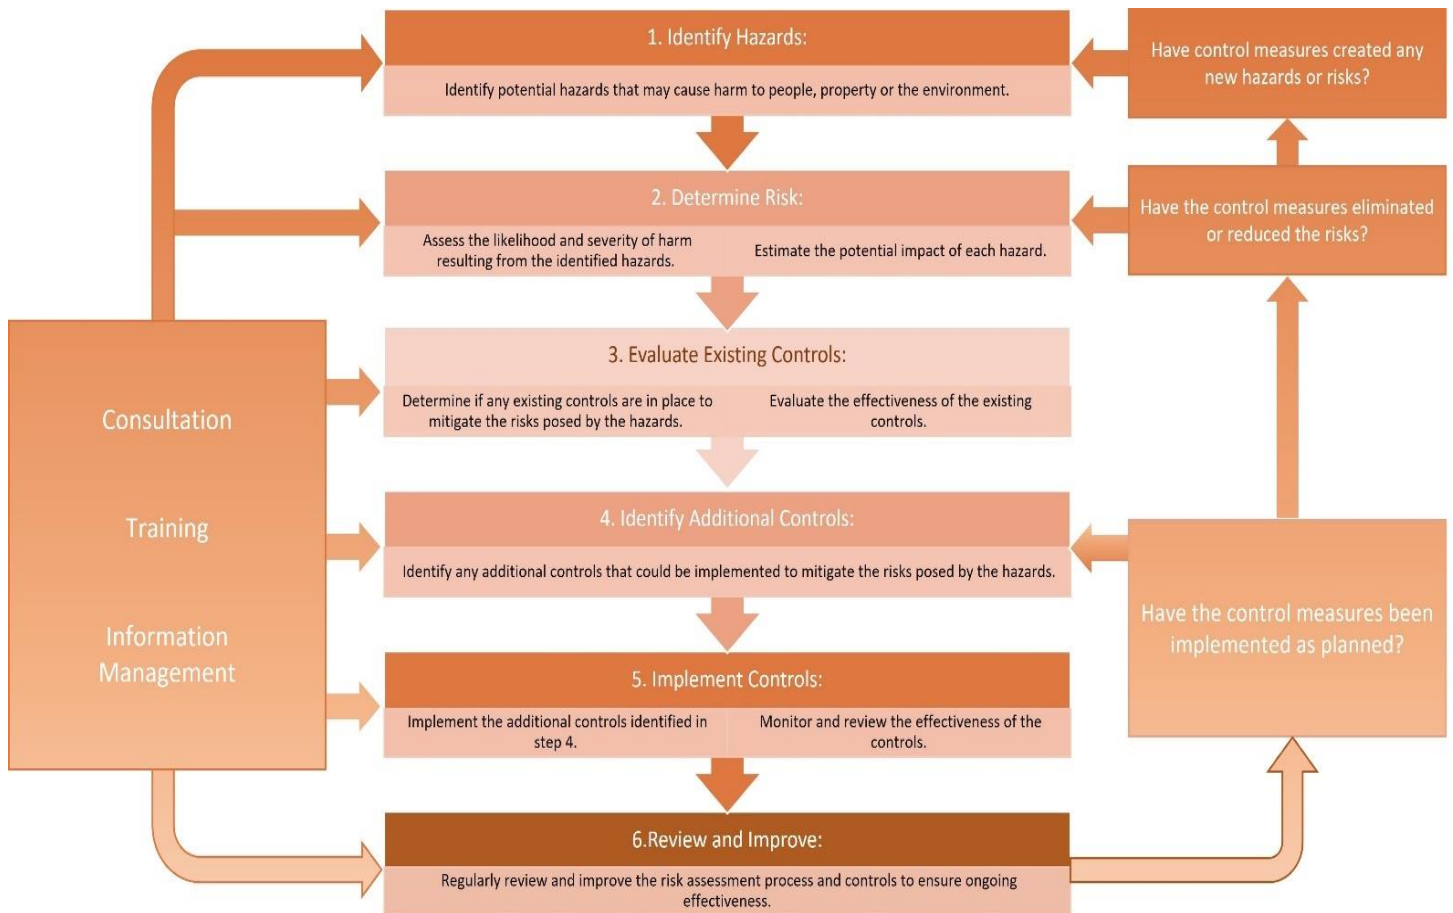 1. Identify Hazards:
Identify potential hazards that may cause harm to people, property or the environment.
Have control measures created any
new hazards or risks?
2. Determine Risk:
Assess the likelihood and severity of harm
resulting from the identified hazards.
Estimate the potential impact of each hazard.
Have the control measures eliminated
or reduced the risks?
3. Evaluate Existing Controls:
Determine if any existing controls are in place to
mitigate the risks posed by the hazards.
Evaluate the effectiveness of the existing
controls.
Consultation
Training
Information
Management
4. Identify Additional Controls:
Identify any additional controls that could be implemented to mitigate the risks posed by the hazards.
Have the control measures been
implemented as planned?
5. Implement Controls:
Implement the additional controls identified in
step 4.
Monitor and review the effectiveness of the
controls.
6.Review and Improve:
Regularly review and improve the risk assessment process and controls to ensure ongoing
effectiveness.